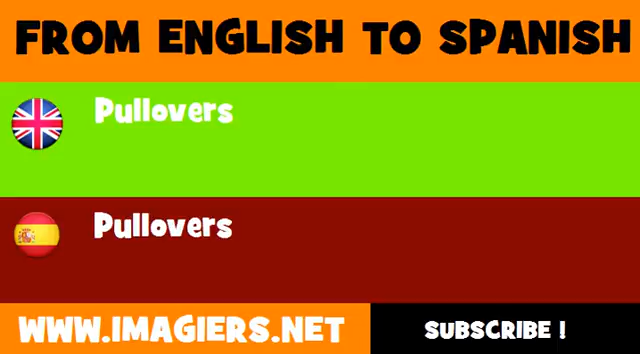 FROM ENGLISH TO SPANISH
Pullovers
Pullovers
WWW.IMAGIERS.NET
SUBSCRIBE !